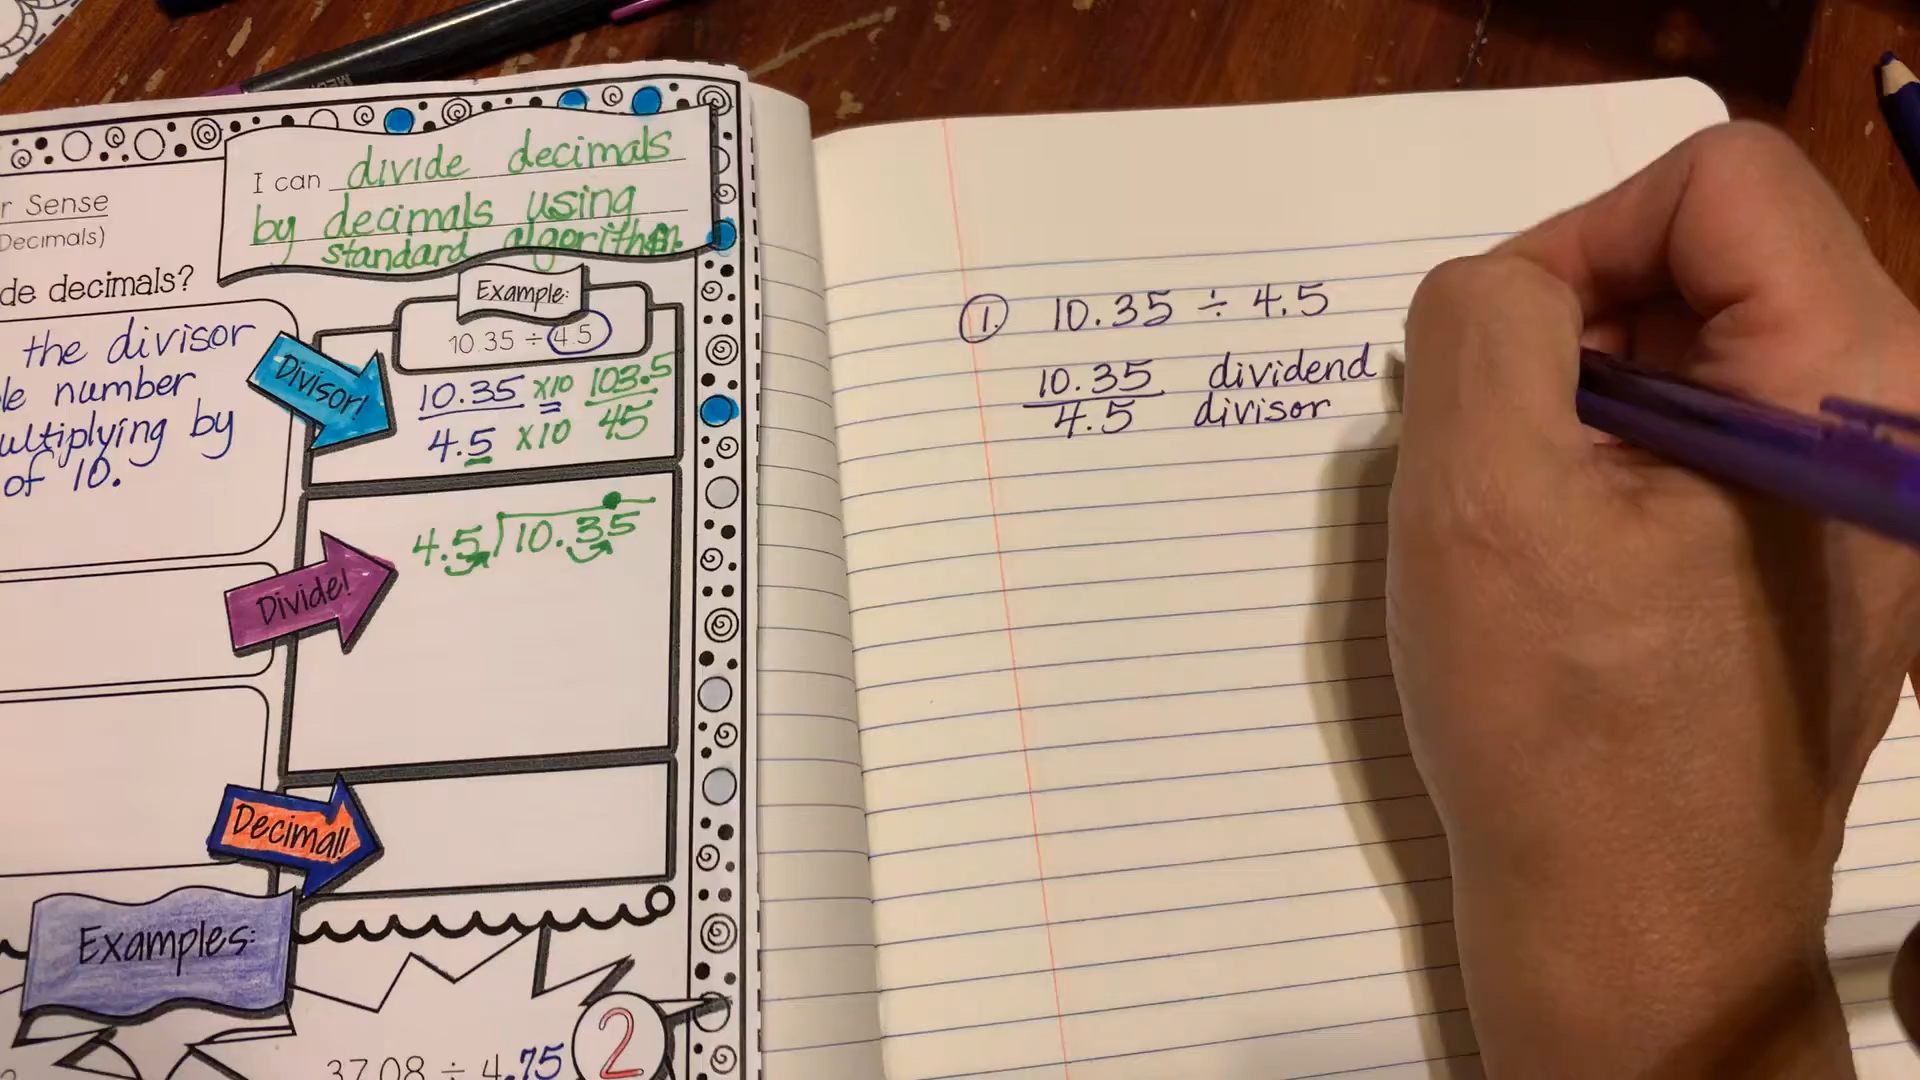 I can divide decimals
by decimals using
standard algorithm.
r Sense
Decimals)
de decimals?
the divisor
le number
ultiplying by
of 10.
Example:
10.35 ÷ 4.5
Divisor!
10.35 x10 103.5
4.5 x10 45
Divide!
4.5 10.35
Decimal!
Examples:
37.08 ÷ 4.75
2
1. 10.35 ÷ 4.5
10.35 dividend
4.5 divisor